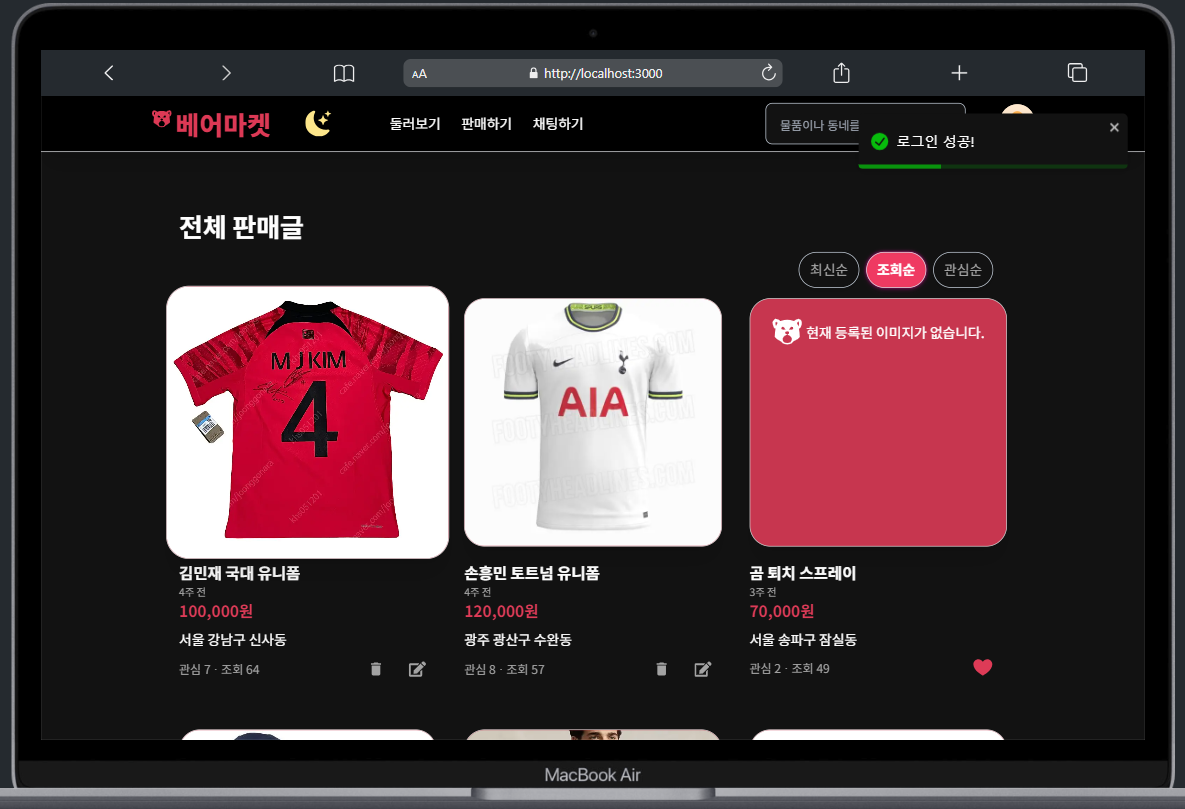 AA
http://localhost:3000
베어마켓
둘러보기
판매하기
채팅하기
물품이나 동네를
로그인 성공!
전체 판매글
최신순
조회순
관심순
M J KIM
4
SPURS
AIA
FOOTYHEADLINES.COM
FOOTYHEADLINES.COM
FOOTYHEADLINES.COM
현재 등록된 이미지가 없습니다.
김민재 국대 유니폼
4주 전
100,000원
서울 강남구 신사동
관심 7 · 조회 64
손흥민 토트넘 유니폼
4주 전
120,000원
광주 광산구 수완동
관심 8 · 조회 57
곰 퇴치 스프레이
3주 전
70,000원
서울 송파구 잠실동
관심 2 · 조회 49
MacBook Air